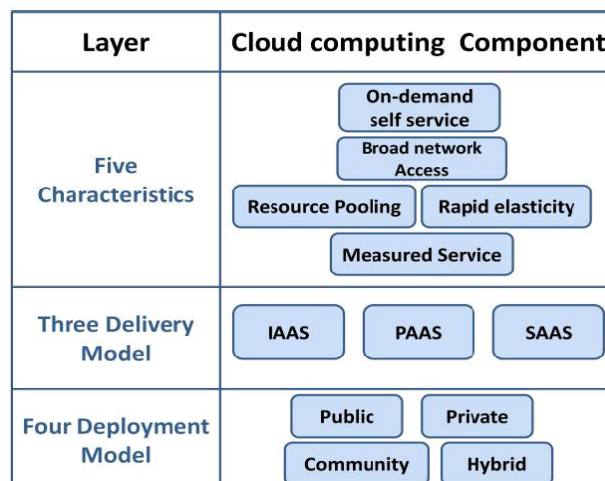 Layer
Cloud computing Component
Five
Characteristics
On-demand
self service
Broad network
Access
Resource Pooling
Rapid elasticity
Measured Service
Three Delivery
Model
IAAS
PAAS
SAAS
Four Deployment
Model
Public
Private
Community
Hybrid